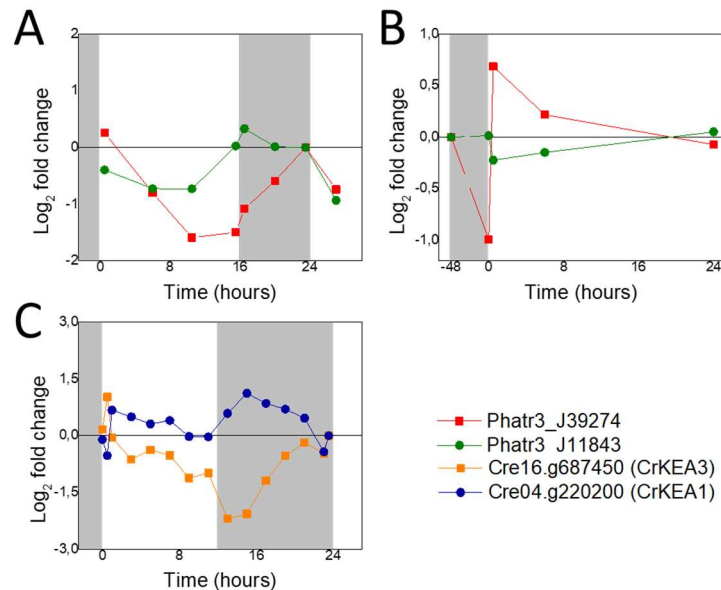 A
2
1
0
-1
-2
Log2 fold change
0 8 16 24
Time (hours)
B
1,0
0,5
0,0
-0,5
-1,0
Log2 fold change
-48 0 8 16 24
Time (hours)
C
3,0
1,5
0,0
-1,5
-3,0
Log2 fold change
0 8 16 24
Time (hours)
Phatr3_J39274
Phatr3 J11843
Cre16.g687450 (CrKEA3)
Cre04.g220200 (CrKEA1)